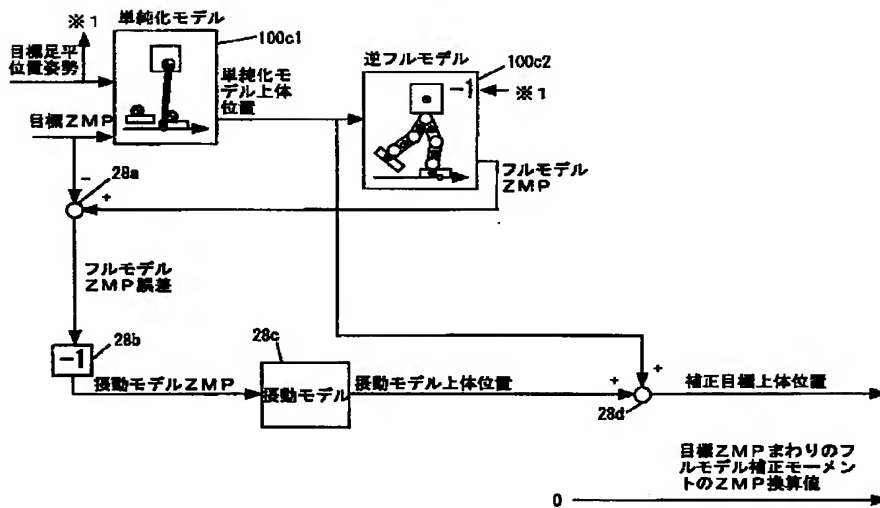 ※1
単純化モデル
100c1
目標足平
位置姿勢
単純化モ
デル上体
位置
目標ZMP
逆フルモデル
100c2
-1
※1
フルモデル
ZMP
-
28a
+
フルモデル
ZMP誤差
-1
28b
摂動モデルZMP
28c
摂動モデル
摂動モデル上体位置
+
+
28d
補正目標上体位置
目標ZMPまわりのフ
ルモデル補正モーメン
トのZMP換算値
0